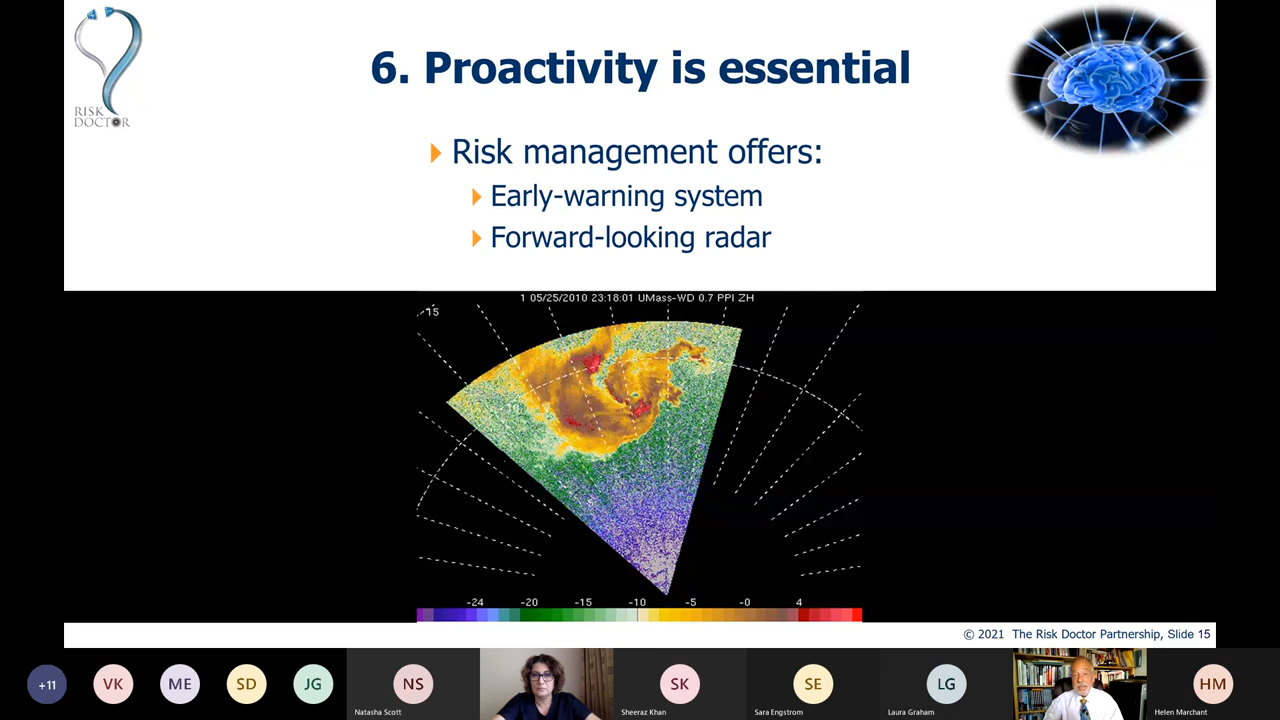 RISK
DOCTOR
6. Proactivity is essential
Risk management offers:
Early-warning system
Forward-looking radar
1 05/25/2010 23:18:01 UMass-WD 0.7 PPI ZH
-15
-10
-24 -20 -15 -10 -5 -0 4
© 2021 The Risk Doctor Partnership, Slide 15
+11 VK ME SD JG NS SK SE LG HM
Natasha Scott Sheeraz Khan Sara Engstrom Laura Graham Helen Marchant